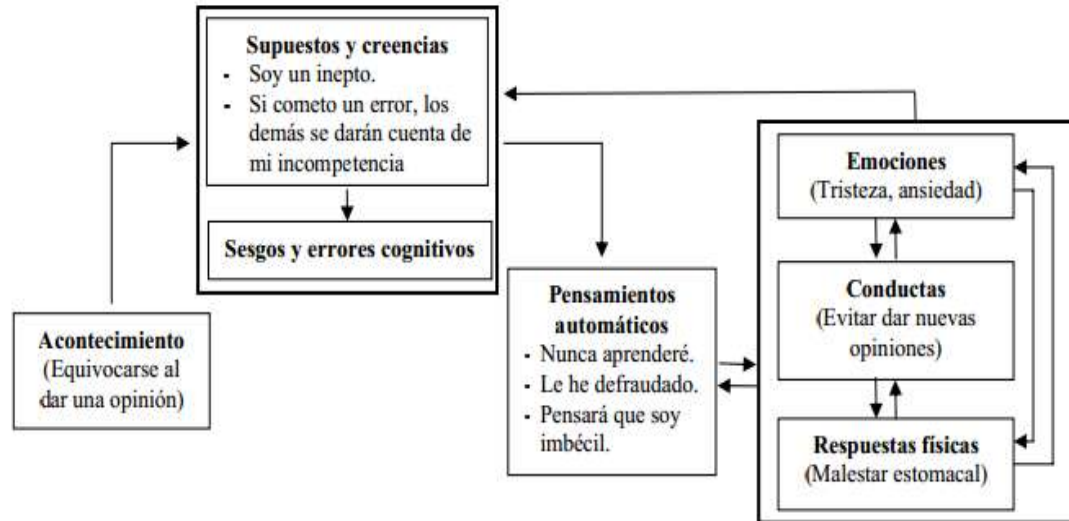 Supuestos y creencias
- Soy un inepto.
- Si cometo un error, los
demás se darán cuenta de
mi incompetencia
Sesgos y errores cognitivos
Acontecimiento
(Equivocarse al
dar una opinión)
Pensamientos
automáticos
- Nunca aprenderé.
- Le he defraudado.
- Pensará que soy
imbécil.
Emociones
(Tristeza, ansiedad)
Conductas
(Evitar dar nuevas
opiniones)
Respuestas físicas
(Malestar estomacal)